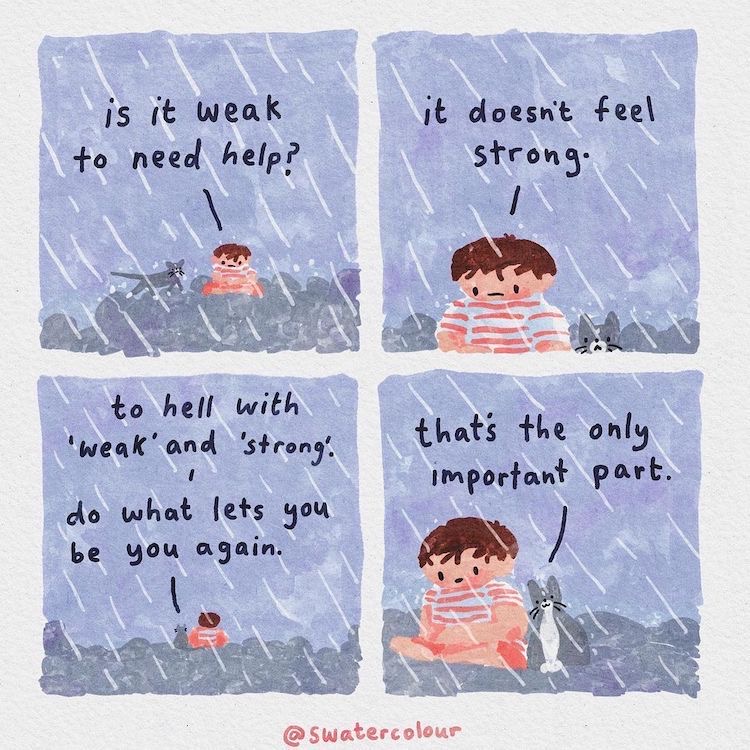 is it weak
to need help?
it doesn't feel
strong.
to hell with
'weak' and 'strong'.
do what lets you
be you again.
that's the only
important part.
@swatercolour